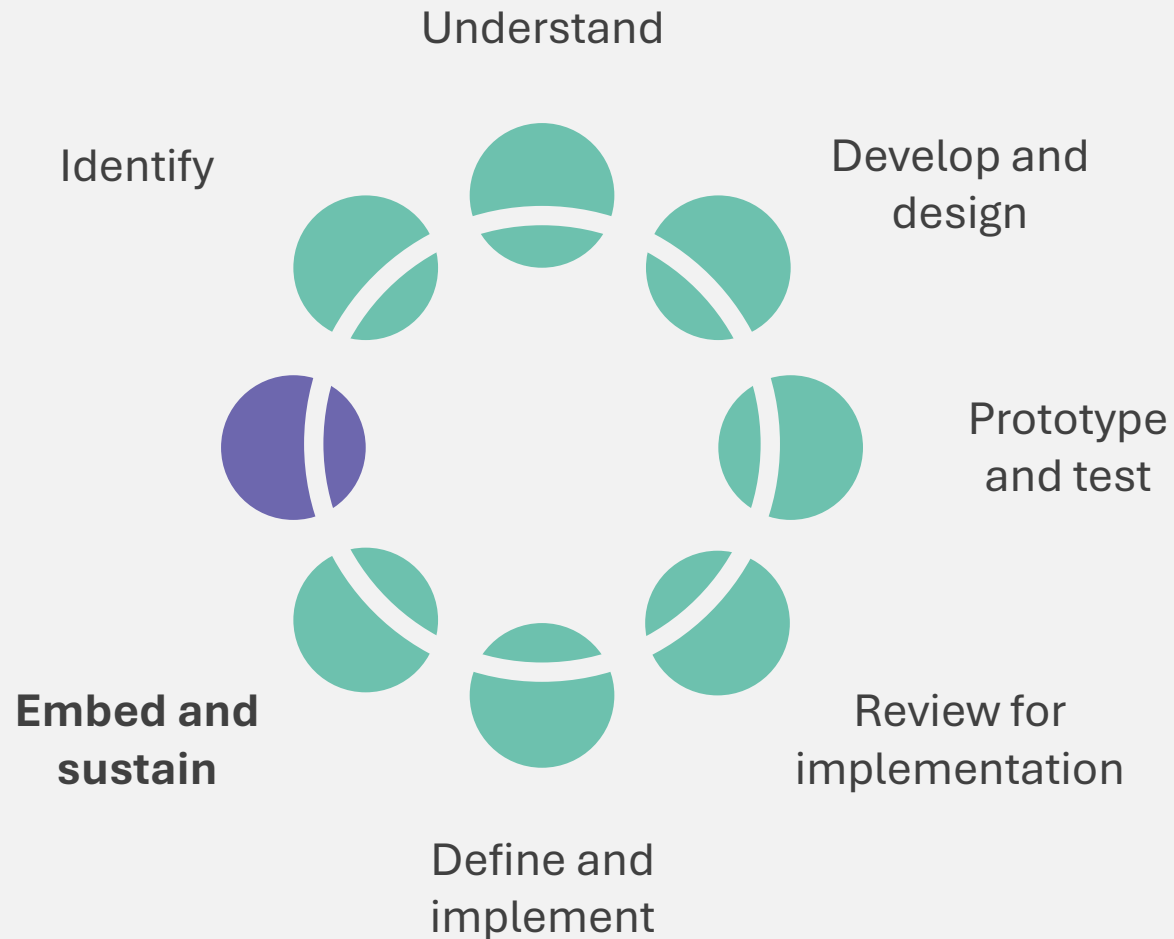 Understand
Identify
Develop and
design
Prototype
and test
Review for
implementation
Define and
implement
Embed and
sustain